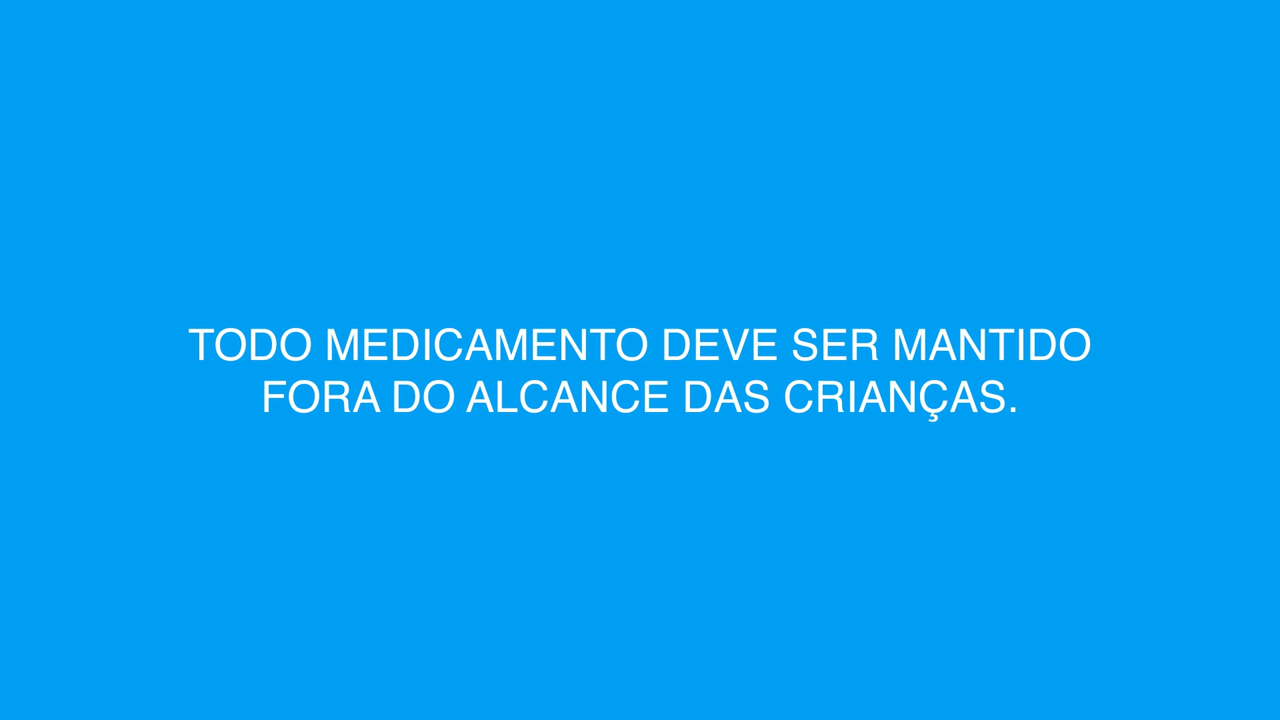 TODO MEDICAMENTO DEVE SER MANTIDO
FORA DO ALCANCE DAS CRIANÇAS.